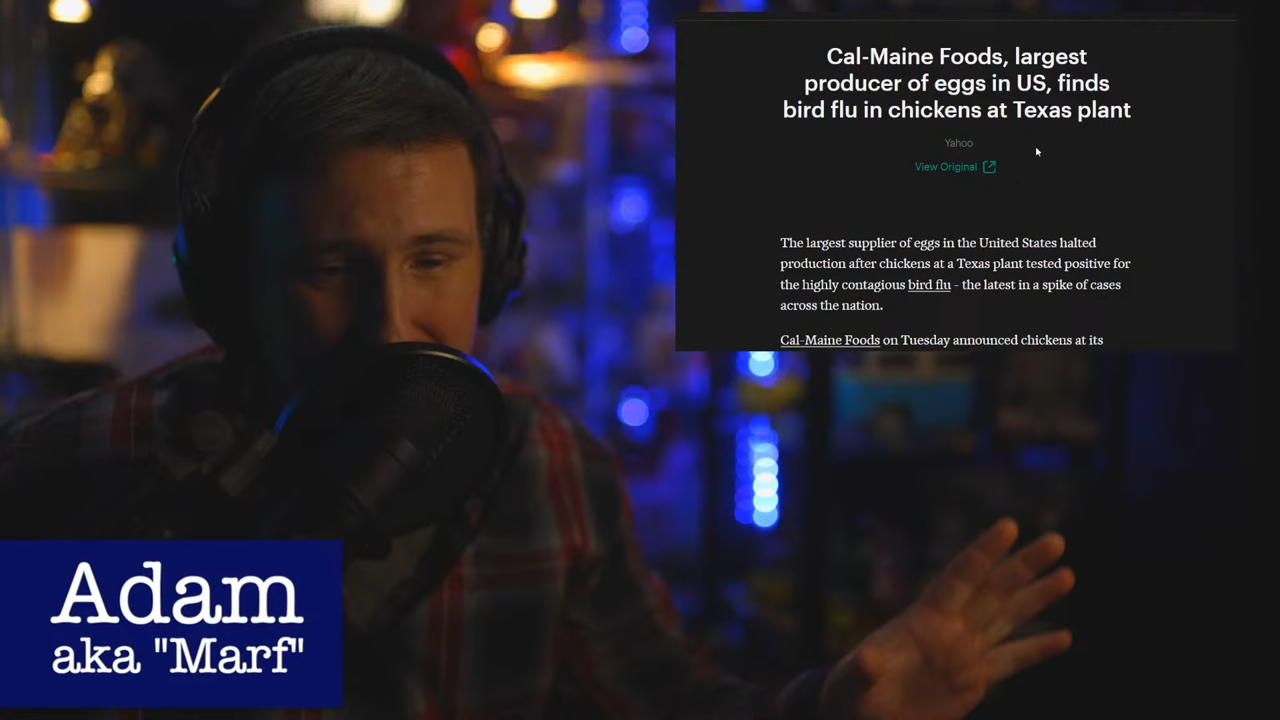 Cal-Maine Foods, largest
producer of eggs in US, finds
bird flu in chickens at Texas plant
Yahoo
View Original
The largest supplier of eggs in the United States halted
production after chickens at a Texas plant tested positive for
the highly contagious bird flu - the latest in a spike of cases
across the nation.
Cal-Maine Foods on Tuesday announced chickens at its
Adam
aka "Marf"